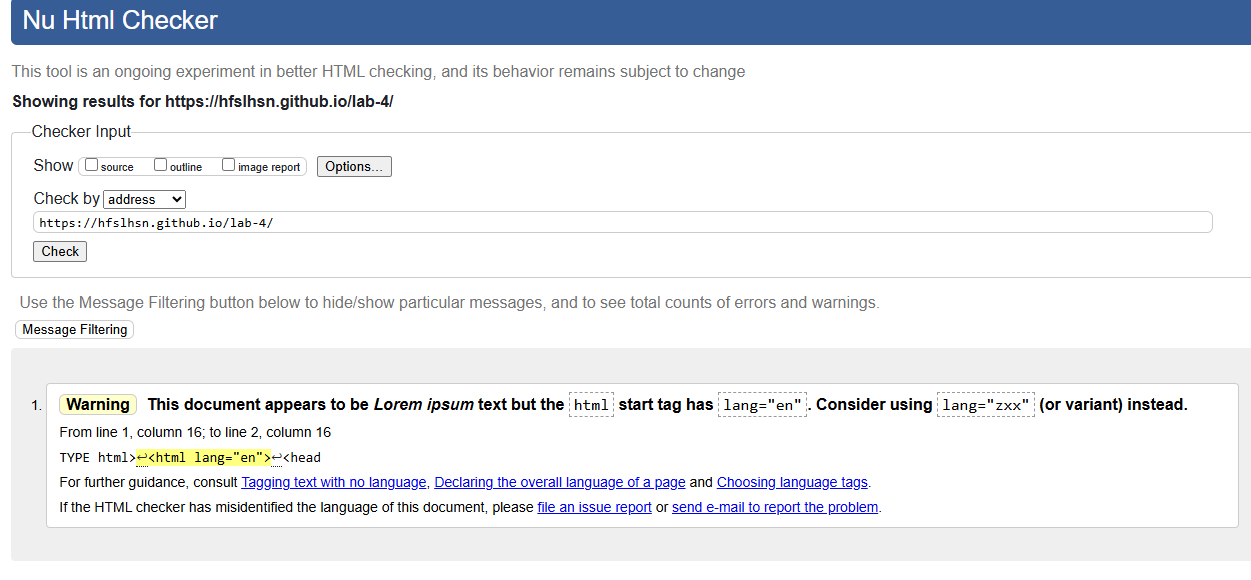 Nu Html Checker
This tool is an ongoing experiment in better HTML checking, and its behavior remains subject to change
Showing results for https://hfslhsn.github.io/lab-4/
Checker Input
Show source outline image report Options...
Check by address
https://hfslhsn.github.io/lab-4/
Check
Use the Message Filtering button below to hide/show particular messages, and to see total counts of errors and warnings.
Message Filtering
1. Warning This document appears to be Lorem ipsum text but the html start tag has lang="en". Consider using lang="zxx" (or variant) instead.
From line 1, column 16; to line 2, column 16
TYPE html>↩<html lang="en">↩<head
For further guidance, consult Tagging text with no language, Declaring the overall language of a page and Choosing language tags.
If the HTML checker has misidentified the language of this document, please file an issue report or send e-mail to report the problem.